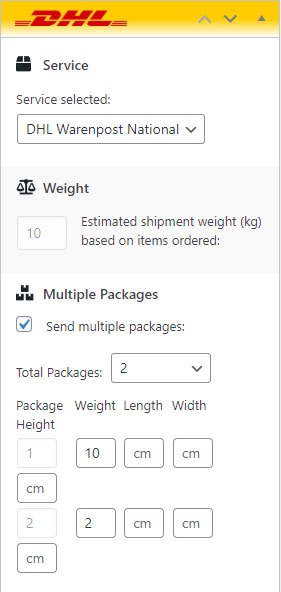 DHL
Service
Service selected:
DHL Warenpost National
Weight
10
Estimated shipment weight (kg)
based on items ordered:
Multiple Packages
Send multiple packages:
Total Packages: 2
Package Weight Length Width
Height
1 10 cm cm
cm
2 2 cm cm
cm